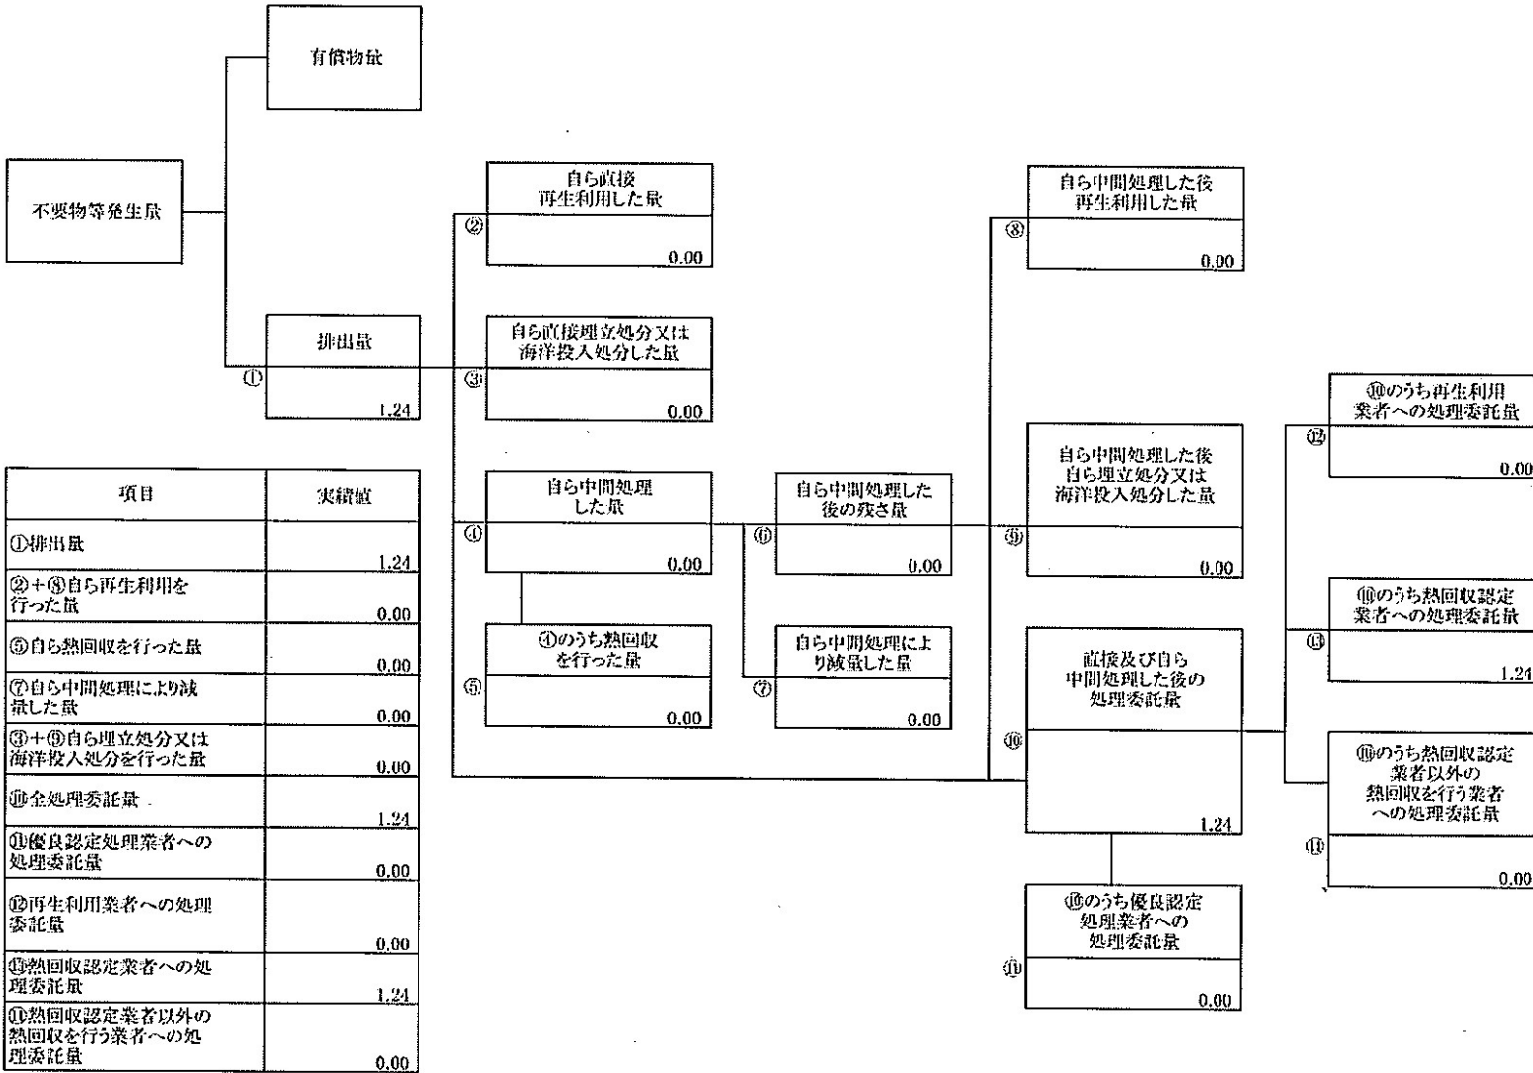 有償物量
不要物等発生量
自ら直接
再生利用した量
②
0.00
自ら中間処理した後
再生利用した量
⑧
0.00
排出量
①
1.24
自ら直接埋立処分又は
海洋投入処分した量
③
0.00
自ら中間処理
した量
④
0.00
自ら中間処理した
後の残さ量
⑥
0.00
自ら中間処理した後
自ら埋立処分又は
海洋投入処分した量
⑨
0.00
⑩のうち再生利用
業者への処理委託量
⑫
0.00
④のうち熱回収
を行った量
⑤
0.00
自ら中間処理によ
り減量した量
⑦
0.00
直接及び自ら
中間処理した後の
処理委託量
⑩
1.24
⑩のうち熱回収認定
業者への処理委託量
⑬
1.24
⑩のうち熱回収認定
業者以外の
熱回収を行う業者
への処理委託量
⑭
0.00
⑩のうち優良認定
処理業者への
処理委託量
⑪
0.00
項目 実績値
①排出量
1.24
②+⑧自ら再生利用を
行った量
0.00
⑤自ら熱回収を行った量
0.00
⑦自ら中間処理により減
量した量
0.00
③+⑨自ら埋立処分又は
海洋投入処分を行った量
0.00
⑩全処理委託量
1.24
⑪優良認定処理業者への
処理委託量
0.00
⑫再生利用業者への処理
委託量
0.00
⑬熱回収認定業者への処
理委託量
1.24
⑭熱回収認定業者以外の
熱回収を行う業者への処
理委託量
0.00